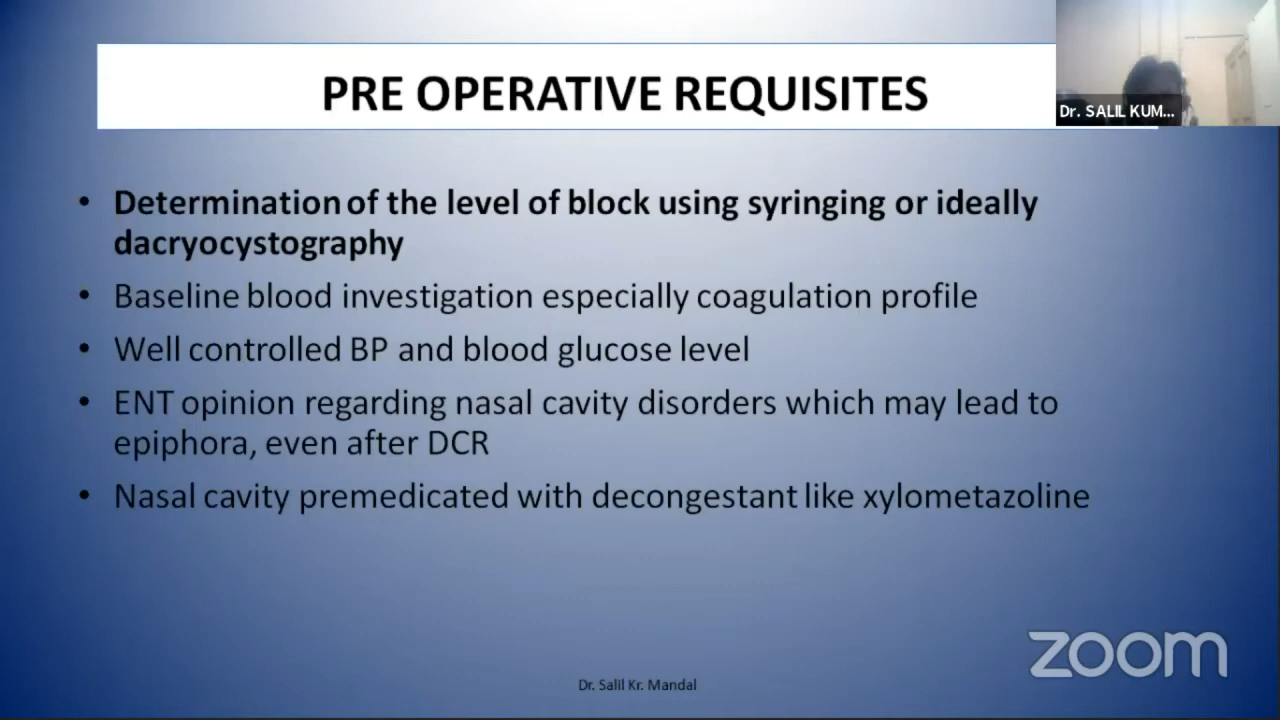 PRE OPERATIVE REQUISITES
Dr. SALIL KUM...
• Determination of the level of block using syringing or ideally
dacryocystography
• Baseline blood investigation especially coagulation profile
• Well controlled BP and blood glucose level
• ENT opinion regarding nasal cavity disorders which may lead to
epiphora, even after DCR
• Nasal cavity premedicated with decongestant like xylometazoline
zoom
Dr. Salil Kr. Mandal